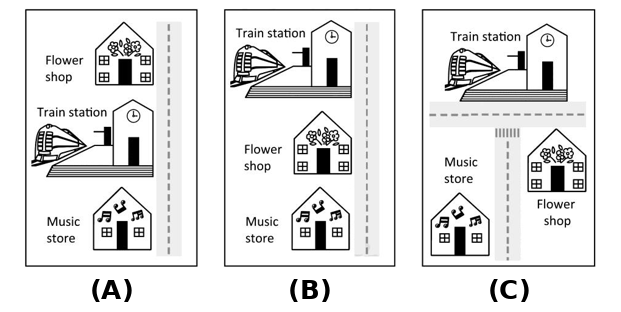 Flower
shop
Train station
Music
store
(A)
Train station
Flower
shop
Music
store
(B)
Train station
Music
store
Flower
shop
(C)